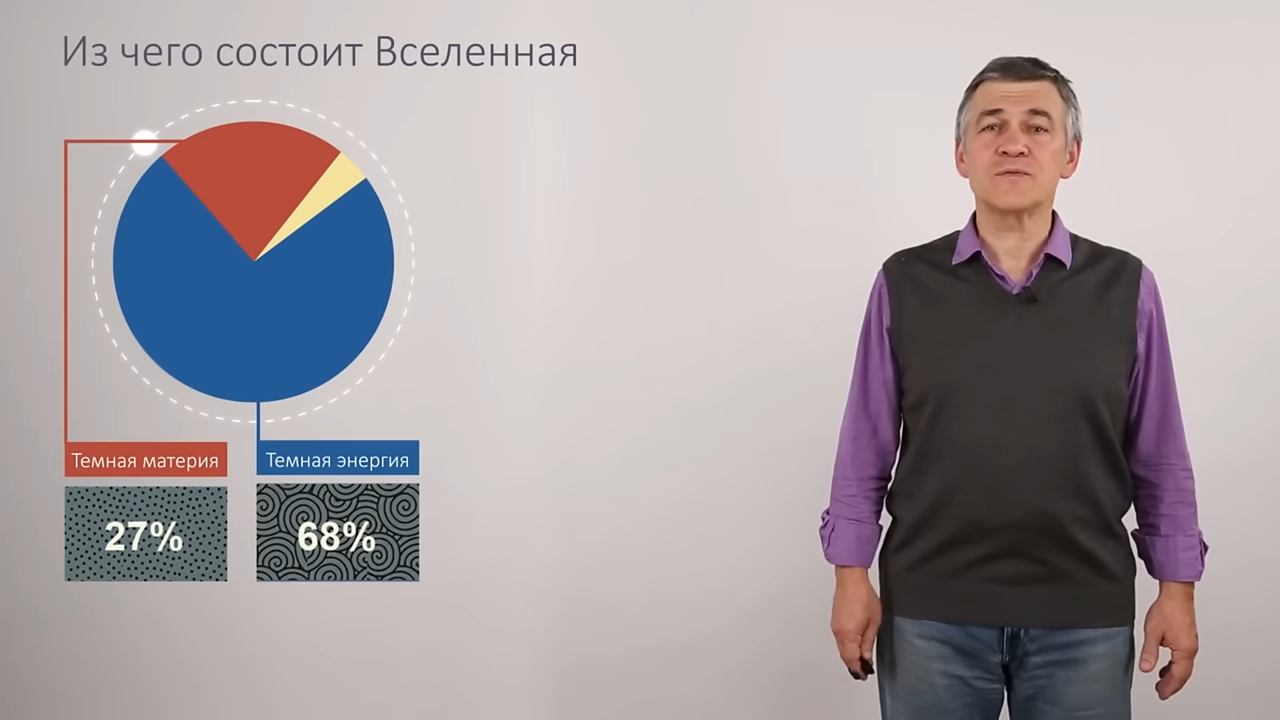 Из чего состоит Вселенная
Темная материя
Темная энергия
27%
68%